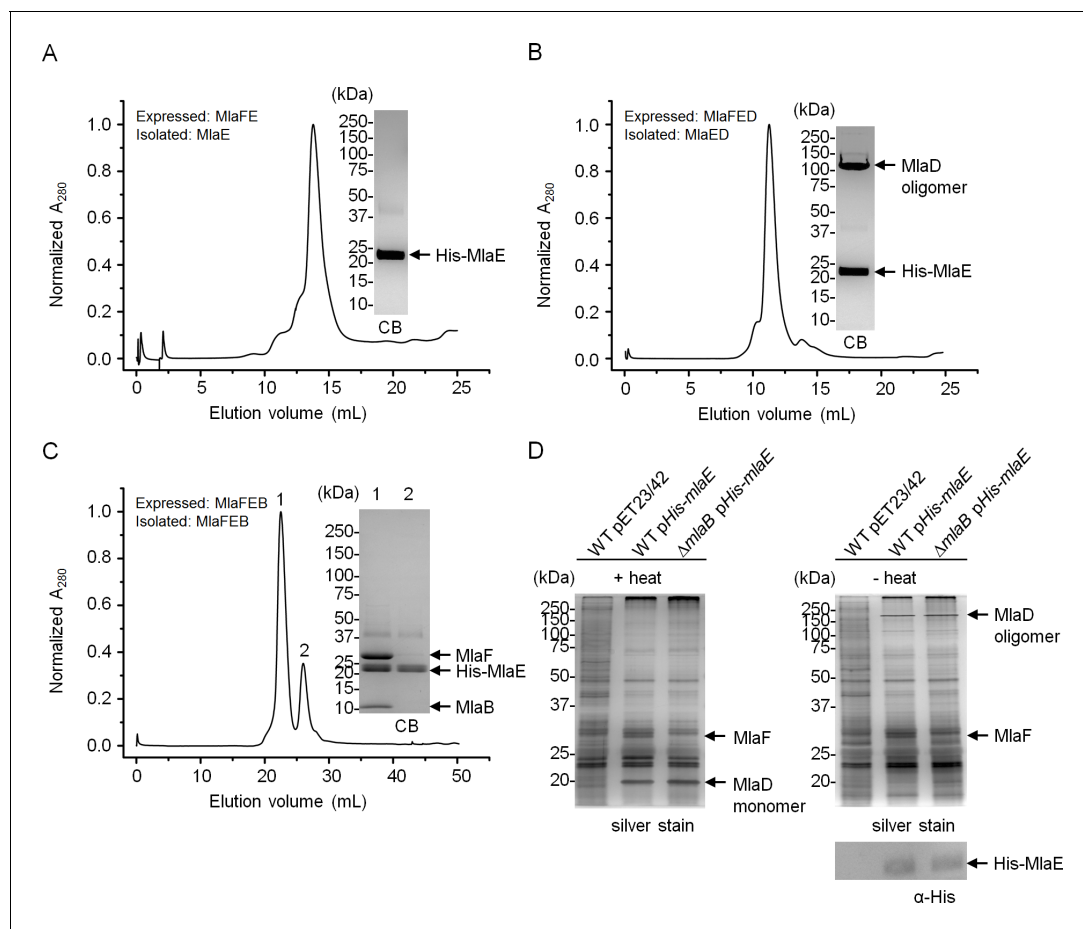 A
Expressed: MlaFE
Isolated: MlaE
Normalized A280
1.0
0.8
0.6
0.4
0.2
0.0
0 5 10 15 20 25
Elution volume (mL)
(kDa)
250
150
100
75
50
37
25
20
15
10
His-MlaE
CB
B
Expressed: MlaFED
Isolated: MlaED
Normalized A280
1.0
0.8
0.6
0.4
0.2
0.0
0 5 10 15 20 25
Elution volume (mL)
(kDa)
250
150
100
75
50
37
25
20
15
10
MlaD
oligomer
His-MlaE
CB
C
Expressed: MlaFEB
Isolated: MlaFEB
Normalized A280
1.0
0.8
0.6
0.4
0.2
0.0
0 10 20 30 40 50
Elution volume (mL)
1
2
(kDa) 1 2
250
150
100
75
50
37
25
20
15
10
MlaF
His-MlaE
MlaB
CB
D
WT pET23/42
WT pHis-mlaE
ΔmlaB pHis-mlaE
(kDa) + heat
250
150
100
75
50
37
25
20
MlaF
MlaD
monomer
silver stain
WT pET23/42
WT pHis-mlaE
ΔmlaB pHis-mlaE
(kDa) - heat
250
150
100
75
50
37
25
20
MlaD
oligomer
MlaF
silver stain
His-MlaE
α-His